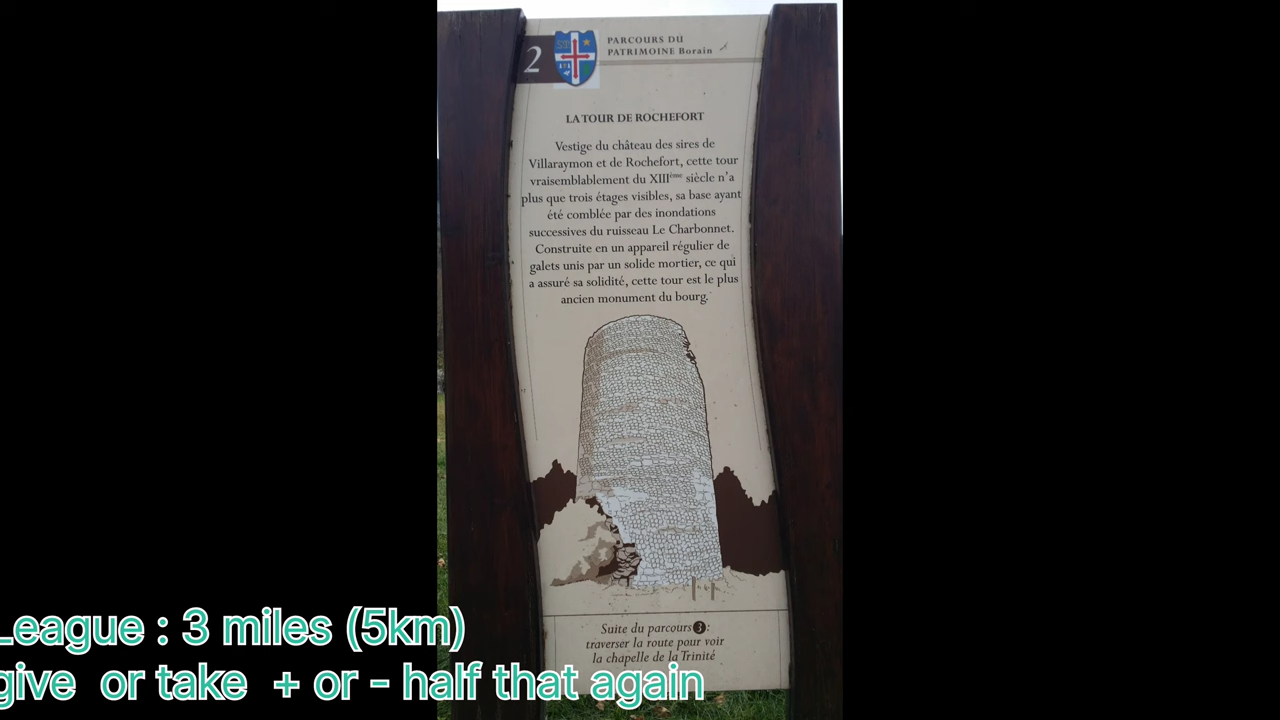 2
PARCOURS DU
PATRIMOINE Borain
LA TOUR DE ROCHEFORT
Vestige du château des sires de
Villaraymon et de Rochefort, cette tour
vraisemblablement du XIIIème siècle n'a
plus que trois étages visibles, sa base ayant
été comblée par des inondations
successives du ruisseau Le Charbonnet.
Construite en un appareil régulier de
galets unis par un solide mortier, ce qui
a assuré sa solidité, cette tour est le plus
ancien monument du bourg.
Suite du parcours 3 :
traverser la route pour voir
la chapelle de la Trinité
League : 3 miles (5km)
give or take + or - half that again